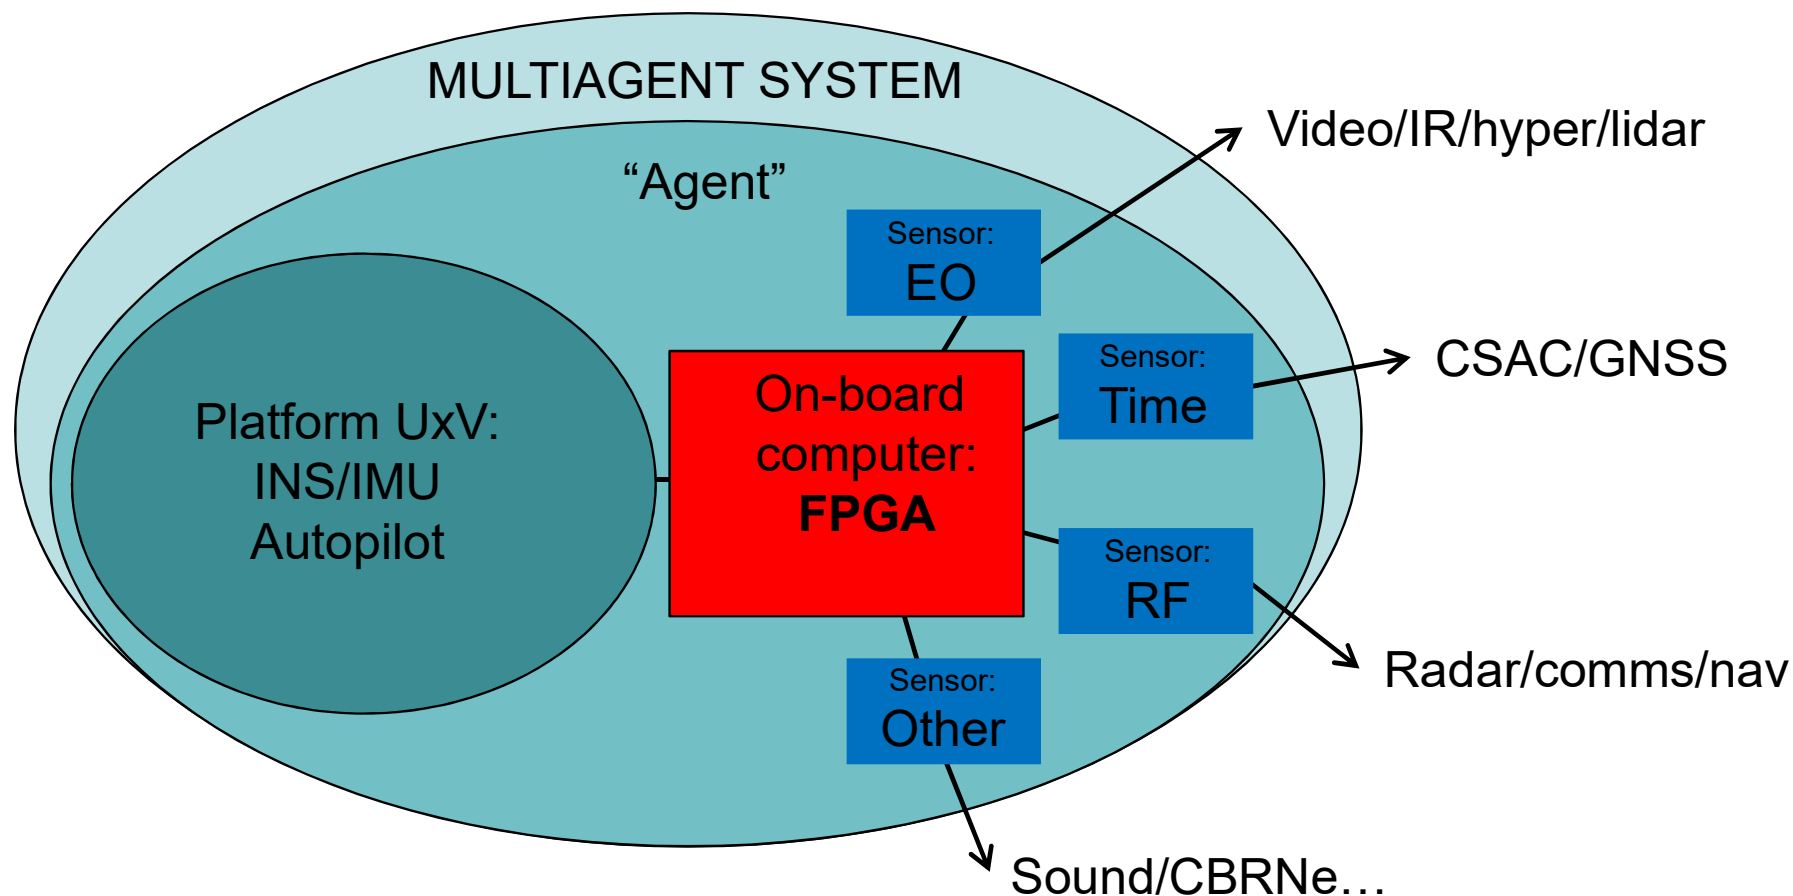 MULTIAGENT SYSTEM
“Agent”
Video/IR/hyper/lidar
Sensor:
EO
CSAC/GNSS
Sensor:
Time
On-board
computer:
FPGA
Platform UxV:
INS/IMU
Autopilot
Sensor:
RF
Radar/comms/nav
Sensor:
Other
Sound/CBRNe…